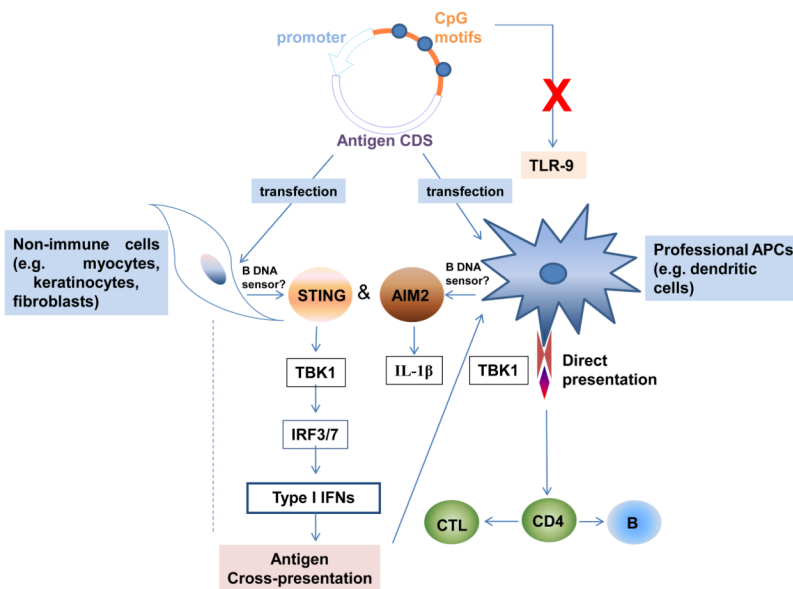 promoter
CpG
motifs
Antigen CDS
X
TLR-9
transfection
transfection
Non-immune cells
(e.g. myocytes,
keratinocytes,
fibroblasts)
B DNA
sensor?
STING
&
AIM2
B DNA
sensor?
Professional APCs
(e.g. dendritic
cells)
TBK1
IL-1β
TBK1
Direct
presentation
IRF3/7
Type I IFNs
CTL
CD4
B
Antigen
Cross-presentation